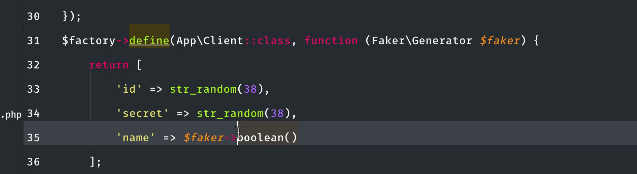 30 });
31 $factory->define(App\Client::class, function (Faker\Generator $faker) {
32 return [
33 'id' => str_random(38),
.php 34 'secret' => str_random(38),
35 'name' => $faker->boolean()
36 ];